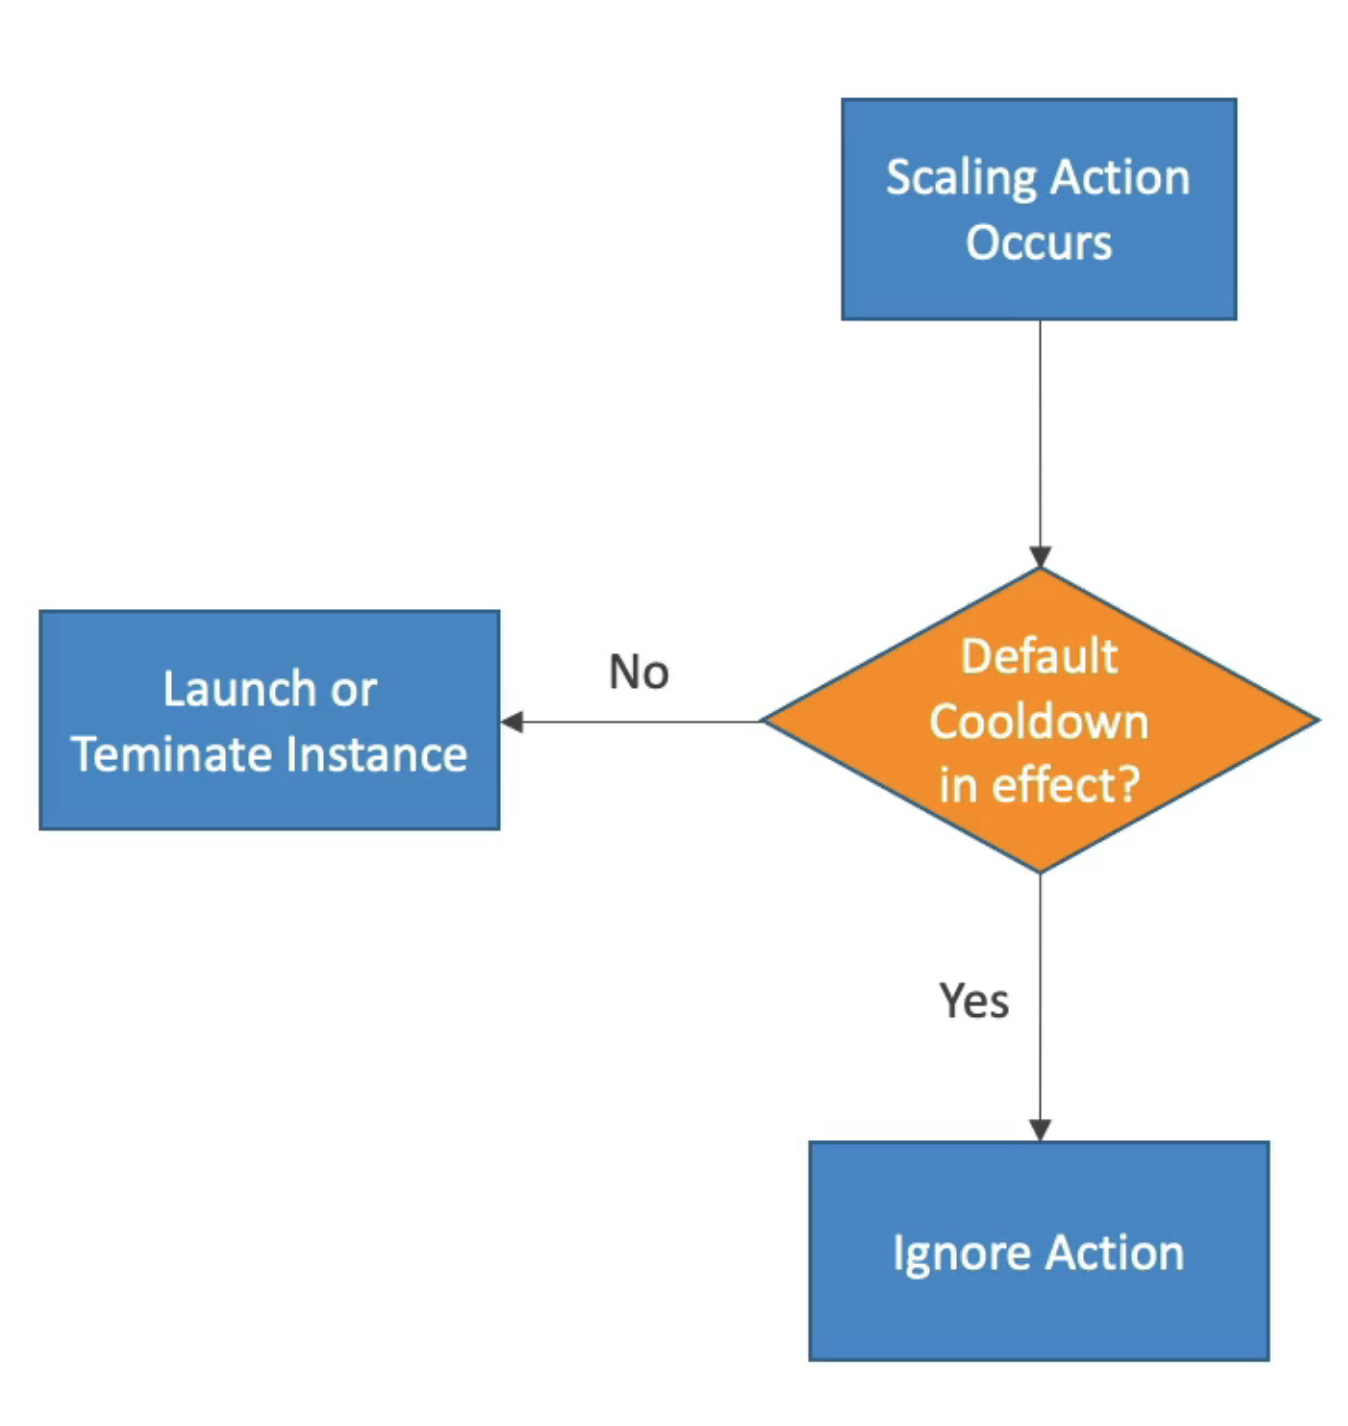 Scaling Action
Occurs
Default
Cooldown
in effect?
No
Launch or
Teminate Instance
Yes
Ignore Action